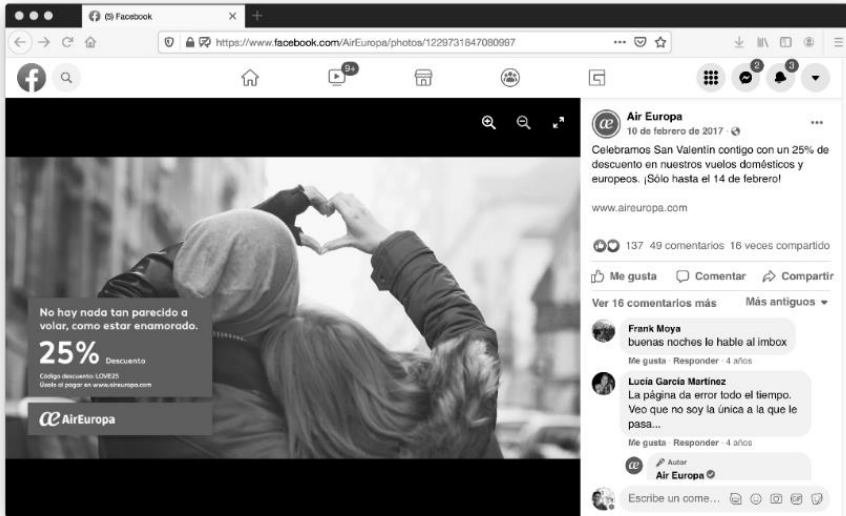 (5) Facebook
https://www.facebook.com/AirEuropa/photos/1229731847080997
9+
2
3
No hay nada tan parecido a
volar, como estar enamorado.
25% Descuento
Código descuento: LOVE25
Úsalo al pagar en www.aireuropa.com
AirEuropa
Air Europa
10 de febrero de 2017
Celebramos San Valentín contigo con un 25% de
descuento en nuestros vuelos domésticos y
europeos. ¡Sólo hasta el 14 de febrero!
www.aireuropa.com
137 49 comentarios 16 veces compartido
Me gusta Comentar Compartir
Ver 16 comentarios más Más antiguos
Frank Moya
buenas noches le hable al imbox
Me gusta · Responder · 4 años
Lucía García Martínez
La página da error todo el tiempo.
Veo que no soy la única a la que le
pasa...
Me gusta · Responder · 4 años
Autor
Air Europa
Escribe un come...
GIF